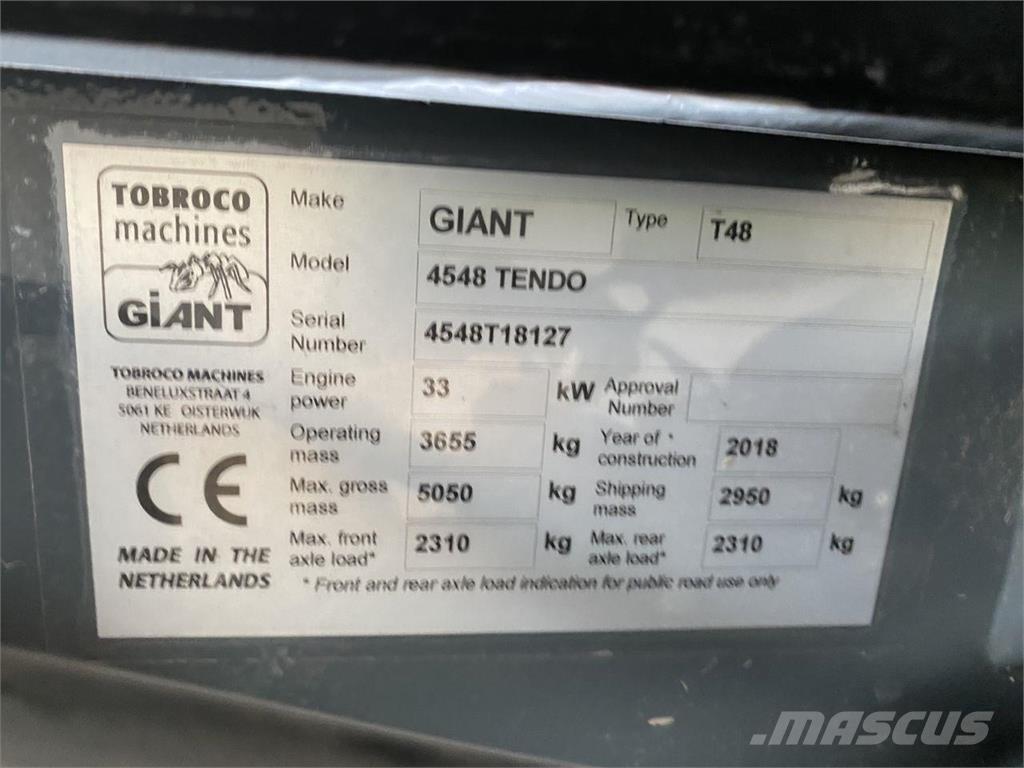 TOBROCO
machines
GiANT
TOBROCO MACHINES
BENELUXSTRAAT 4
5061 KE OISTERWIJK
NETHERLANDS
CE
MADE IN THE
NETHERLANDS
Make GIANT Type T48
Model 4548 TENDO
Serial
Number 4548T18127
Engine
power 33 kW Approval
Number
Operating
mass 3655 kg Year of
construction 2018
Max. gross
mass 5050 kg Shipping
mass 2950 kg
Max. front
axle load* 2310 kg Max. rear
axle load* 2310 kg
* Front and rear axle load indication for public road use only
MASCUS